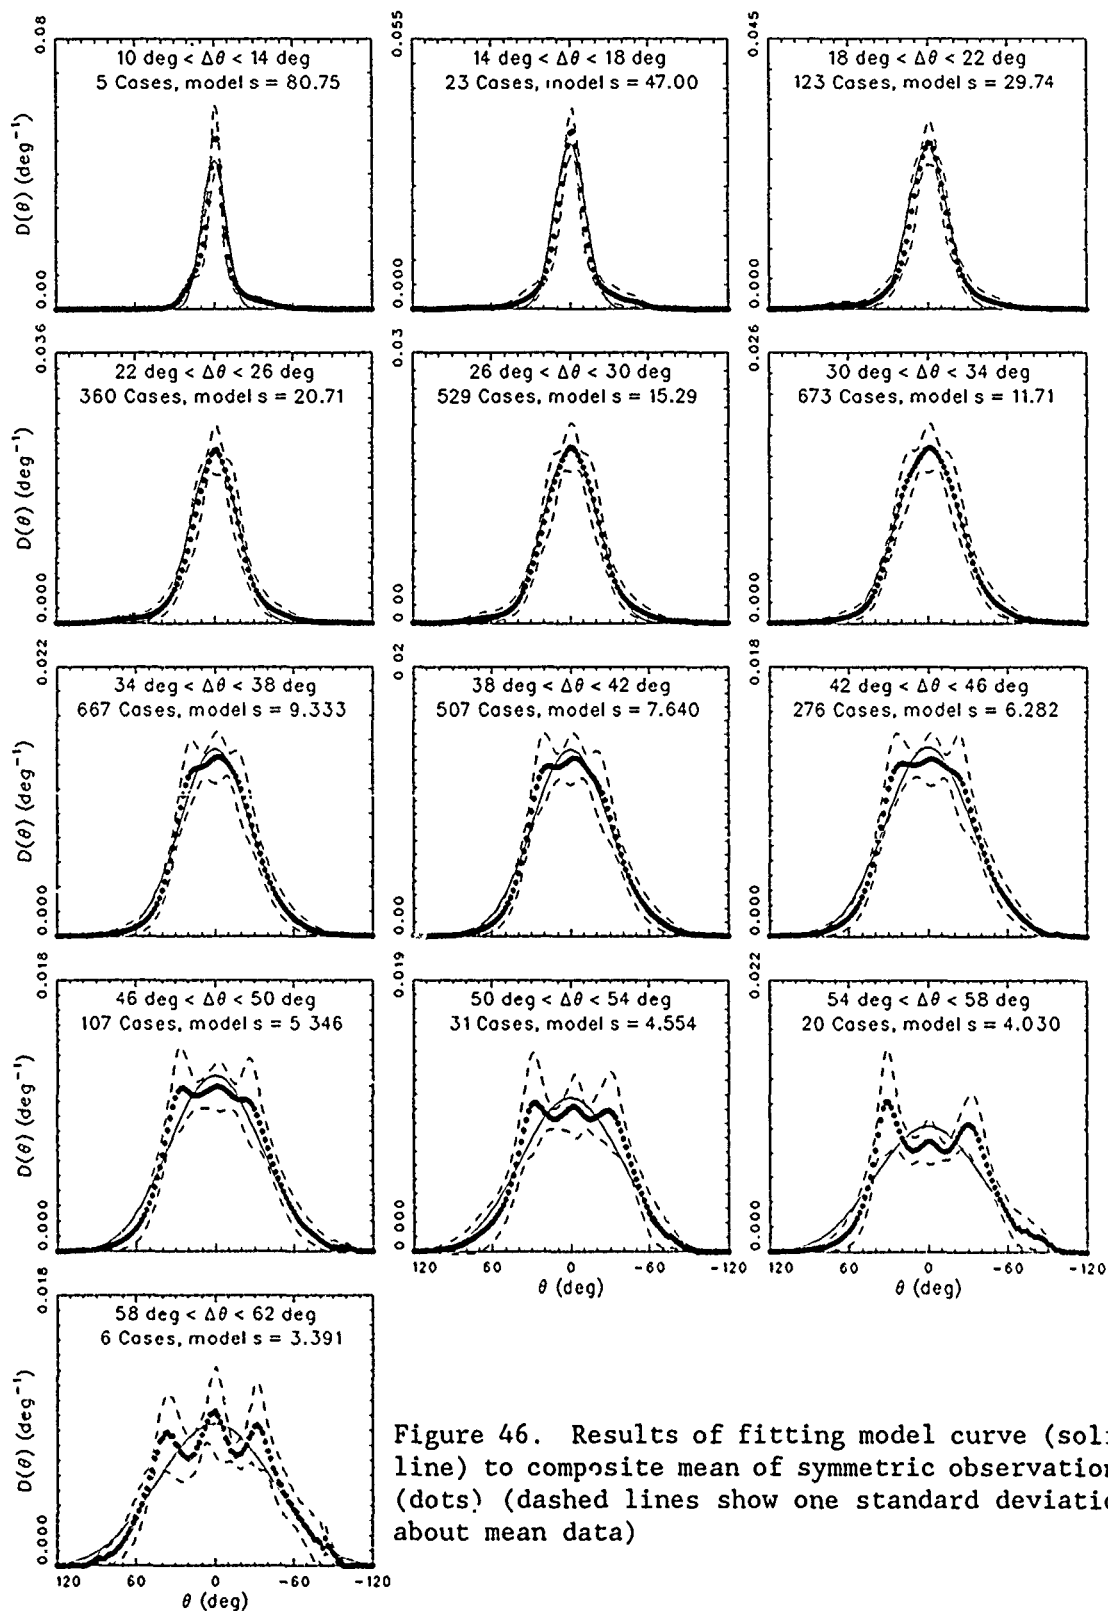 0.08
0.00
D(θ) (deg⁻¹)
10 deg < Δθ < 14 deg
5 Cases, model s = 80.75
0.055
0.000
14 deg < Δθ < 18 deg
23 Cases, model s = 47.00
0.045
0.000
18 deg < Δθ < 22 deg
123 Cases, model s = 29.74
0.036
0.000
D(θ) (deg⁻¹)
22 deg < Δθ < 26 deg
360 Cases, model s = 20.71
0.03
0.00
26 deg < Δθ < 30 deg
529 Cases, model s = 15.29
0.026
0.000
30 deg < Δθ < 34 deg
673 Cases, model s = 11.71
0.022
0.000
D(θ) (deg⁻¹)
34 deg < Δθ < 38 deg
667 Cases, model s = 9.333
0 02
0.00
38 deg < Δθ < 42 deg
507 Cases, model s = 7.640
0.018
0.000
42 deg < Δθ < 46 deg
276 Cases, model s = 6.282
0.018
0.000
D(θ) (deg⁻¹)
46 deg < Δθ < 50 deg
107 Cases, model s = 5 346
0.019
0 000
50 deg < Δθ < 54 deg
31 Cases, model s = 4.554
120 60 0 -60 -120
θ (deg)
0.022
0.000
54 deg < Δθ < 58 deg
20 Cases, model s = 4.030
120 60 0 -60 -120
θ (deg)
0.018
0.000
D(θ) (deg⁻¹)
58 deg < Δθ < 62 deg
6 Cases, model s = 3.391
120 60 0 -60 -120
θ (deg)
Figure 46. Results of fitting model curve (soli
line) to composite mean of symmetric observation
(dots) (dashed lines show one standard deviatio
about mean data)